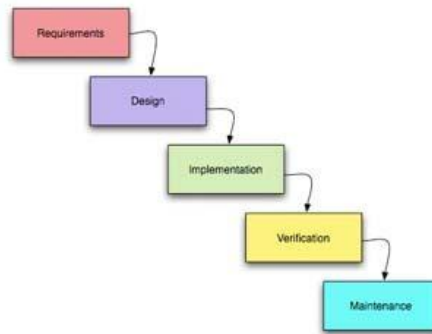 Requirements
Design
Implementation
Verification
Maintenance